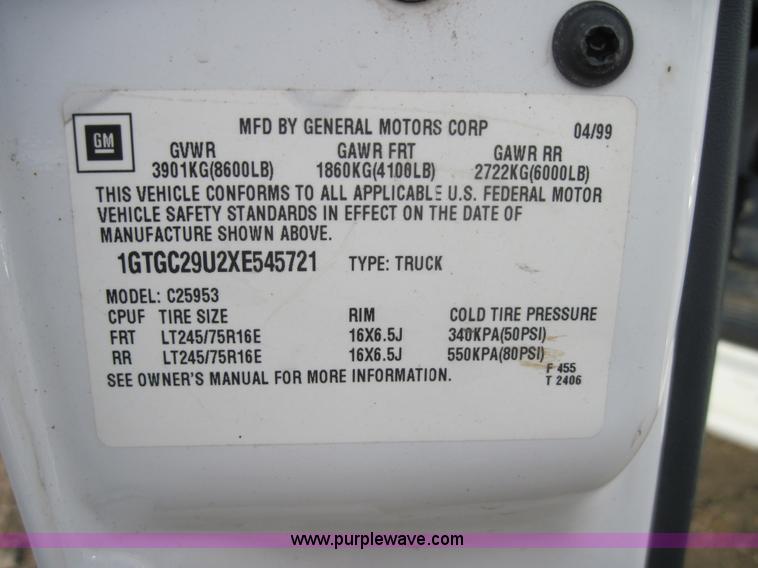 GM
MFD BY GENERAL MOTORS CORP 04/99
GVWR GAWR FRT GAWR RR
3901KG(8600LB) 1860KG(4100LB) 2722KG(6000LB)
THIS VEHICLE CONFORMS TO ALL APPLICABLE U.S. FEDERAL MOTOR
VEHICLE SAFETY STANDARDS IN EFFECT ON THE DATE OF
MANUFACTURE SHOWN ABOVE.
1GTGC29U2XE545721 TYPE: TRUCK
MODEL: C25953
CPUF TIRE SIZE RIM COLD TIRE PRESSURE
FRT LT245/75R16E 16X6.5J 340KPA(50PSI)
RR LT245/75R16E 16X6.5J 550KPA(80PSI)
SEE OWNER'S MANUAL FOR MORE INFORMATION.
F 455
T 2406
www.purplewave.com